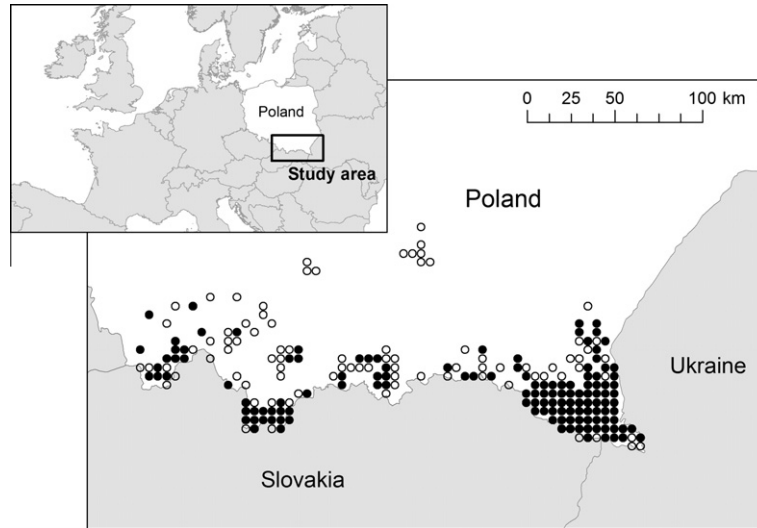 Poland
Study area
0 25 50 100 km
Poland
Ukraine
Slovakia